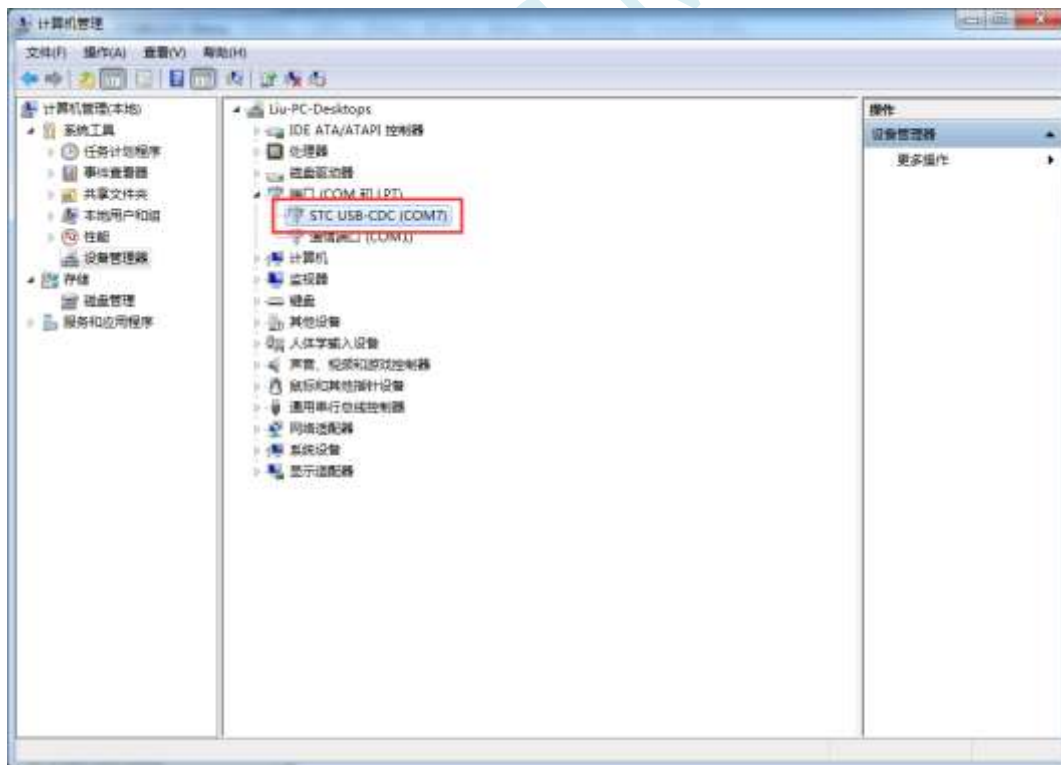 计算机管理
文件(F) 操作(A) 查看(V) 帮助(H)
计算机管理(本地)
系统工具
任务计划程序
事件查看器
共享文件夹
本地用户和组
性能
设备管理器
存储
磁盘管理
服务和应用程序
Liu-PC-Desktops
IDE ATA/ATAPI 控制器
处理器
磁盘驱动器
端口 (COM 和 LPT)
STC USB-CDC (COM7)
通信端口 (COM1)
计算机
监视器
键盘
其他设备
人体学输入设备
声音、视频和游戏控制器
鼠标和其他指针设备
通用串行总线控制器
网络适配器
系统设备
显示适配器
操作
设备管理器
更多操作